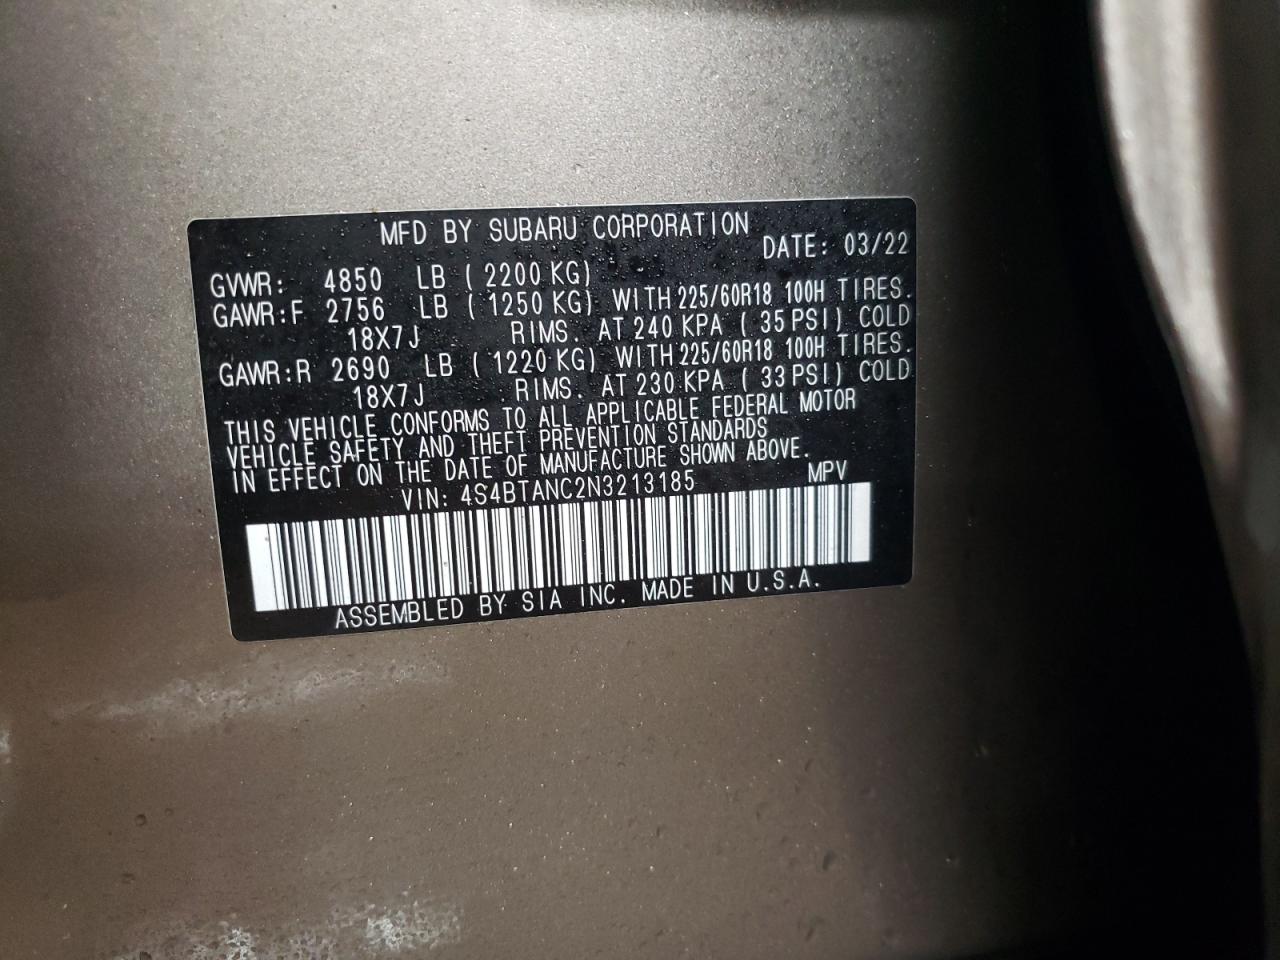 MFD BY SUBARU CORPORATION
DATE: 03/22
GVWR: 4850 LB ( 2200 KG)
GAWR:F 2756 LB ( 1250 KG) WITH 225/60R18 100H TIRES.
18X7J RIMS. AT 240 KPA ( 35 PSI) COLD
GAWR:R 2690 LB ( 1220 KG) WITH 225/60R18 100H TIRES.
18X7J RIMS. AT 230 KPA ( 33 PSI) COLD
THIS VEHICLE CONFORMS TO ALL APPLICABLE FEDERAL MOTOR
VEHICLE SAFETY AND THEFT PREVENTION STANDARDS
IN EFFECT ON THE DATE OF MANUFACTURE SHOWN ABOVE.
VIN: 4S4BTANC2N3213185 MPV
ASSEMBLED BY SIA INC. MADE IN U.S.A.